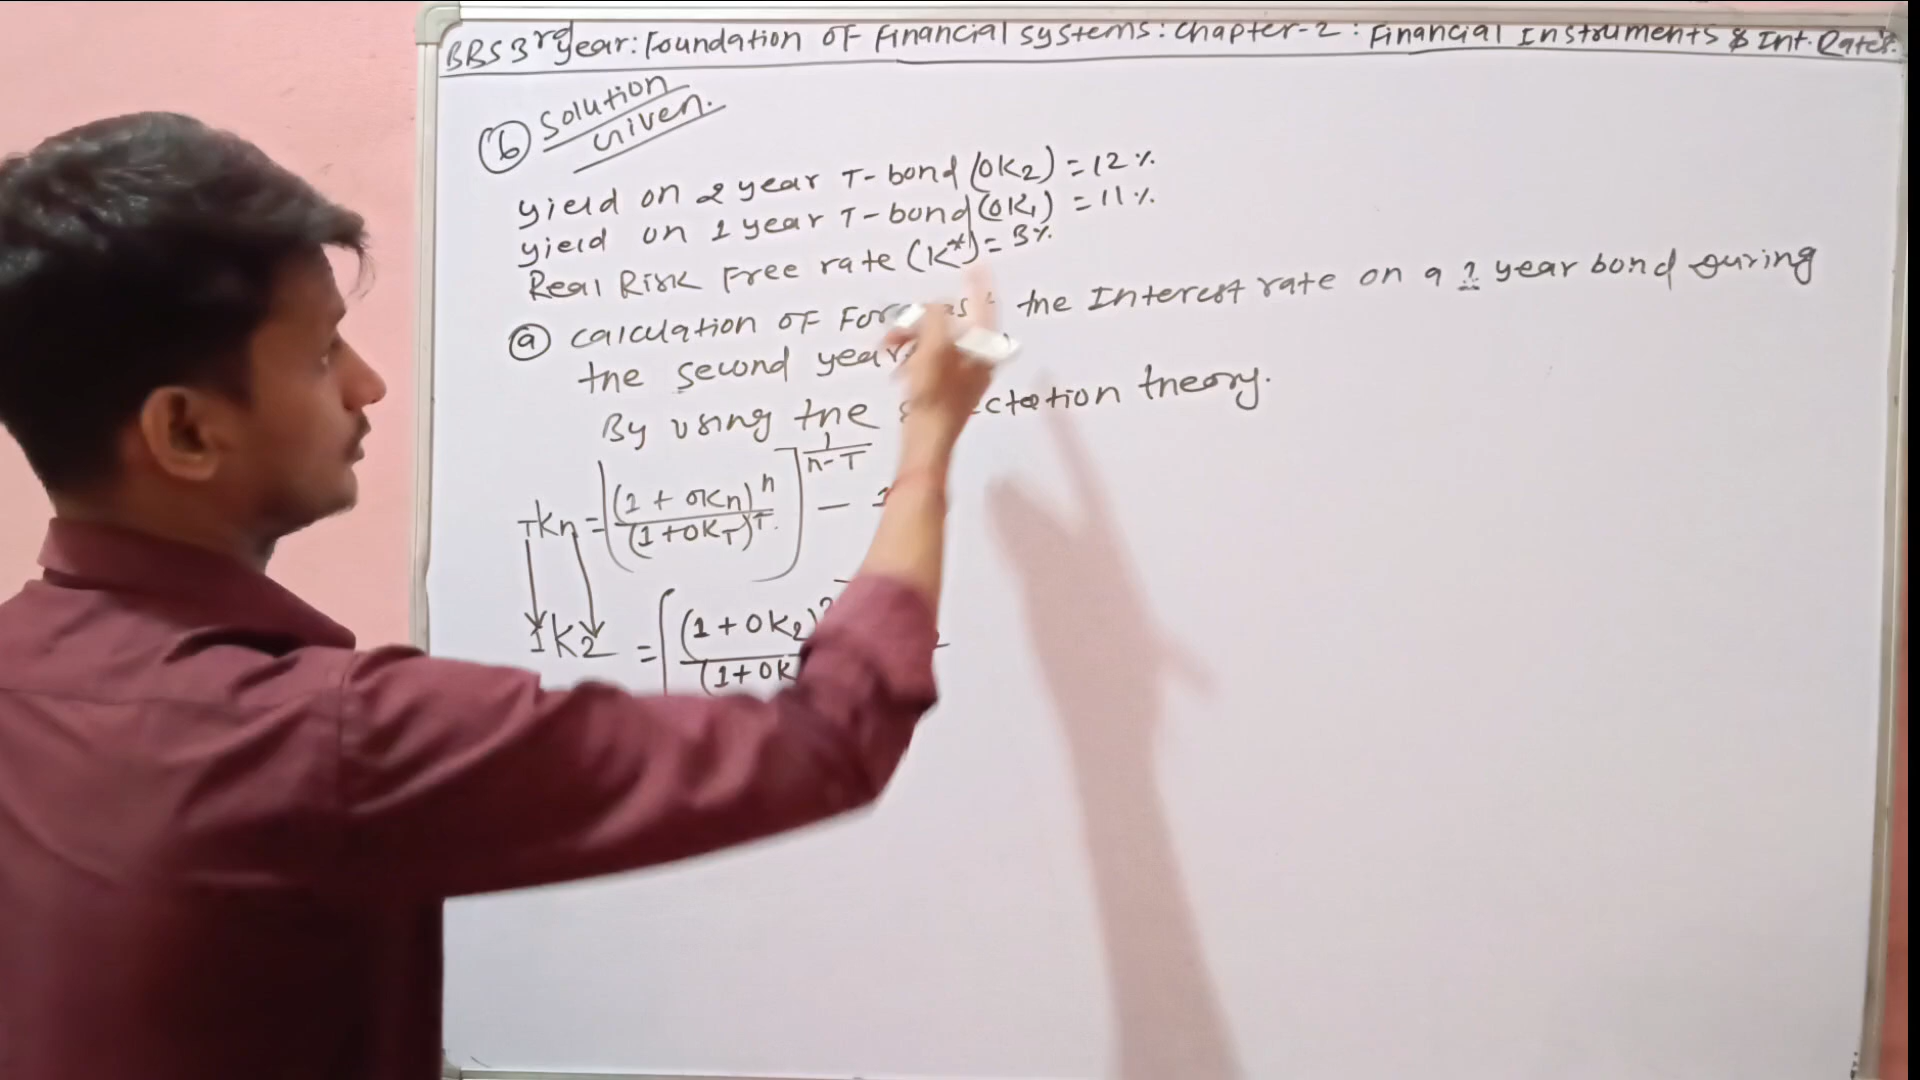 BBS 3rd year: Foundation of Financial systems: Chapter-2: Financial Instruments & Int. Rates.
(6) Solution
Given.
Yield on 2 year T-bond (0K2) = 12%
Yield on 1 year T-bond (0K1) = 11%
Real Risk Free rate (K*) = 3%
(a) Calculation of the Interest rate on a year bond during
the second year
By using the theory.
TKn = [(1 + 0Kn)^n / (1 + 0KT)^T]^(1/n-T) - 1
1K2 = [(1 + 0K2)^2 / (1 + 0K